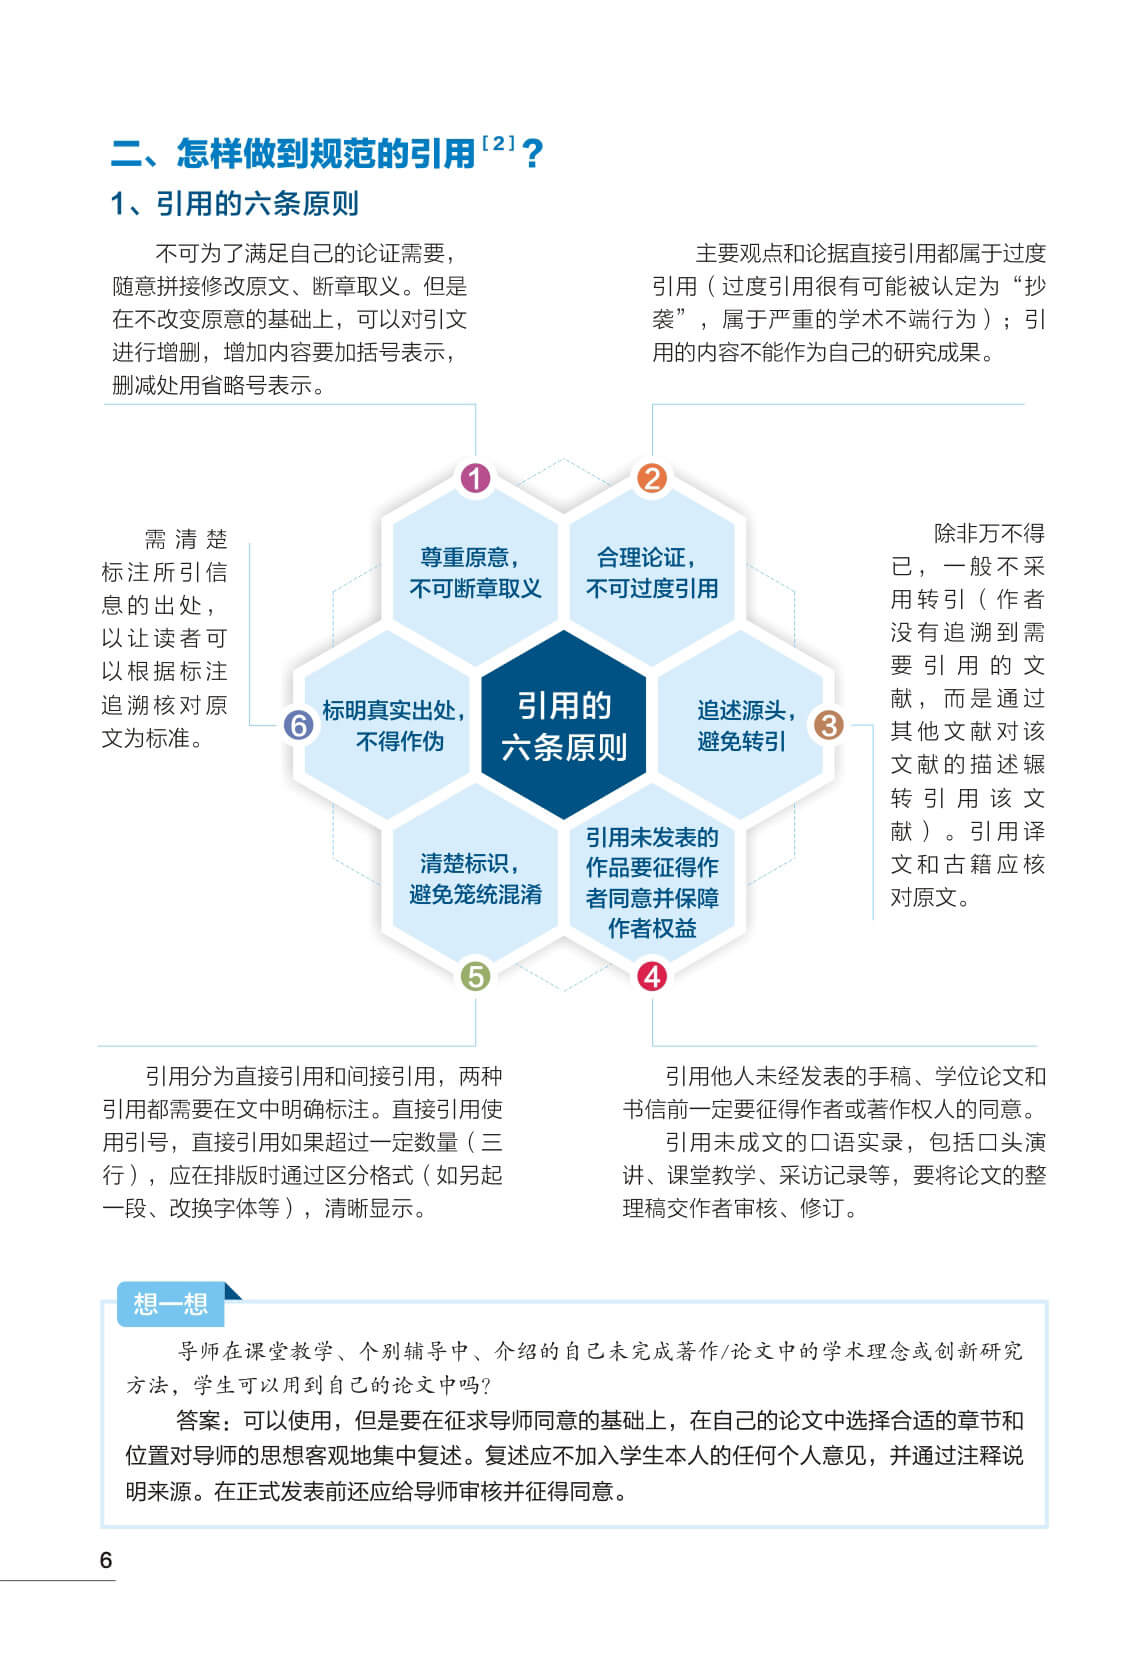 二、怎样做到规范的引用[2]？
1、引用的六条原则
不可为了满足自己的论证需要，
随意拼接修改原文、断章取义。但是
在不改变原意的基础上，可以对引文
进行增删，增加内容要加括号表示，
删减处用省略号表示。
主要观点和论据直接引用都属于过度
引用（过度引用很有可能被认定为“抄
袭”，属于严重的学术不端行为）；引
用的内容不能作为自己的研究成果。
1
尊重原意，
不可断章取义
2
合理论证，
不可过度引用
需清楚
标注所引信
息的出处，
以让读者可
以根据标注
追溯核对原
文为标准。
6
标明真实出处，
不得作伪
引用的
六条原则
追述源头，
避免转引
3
除非万不得
已，一般不采
用转引（作者
没有追溯到需
要引用的文
献，而是通过
其他文献对该
文献的描述辗
转引用该文
献）。引用译
文和古籍应核
对原文。
清楚标识，
避免笼统混淆
5
引用未发表的
作品要征得作
者同意并保障
作者权益
4
引用分为直接引用和间接引用，两种
引用都需要在文中明确标注。直接引用使
用引号，直接引用如果超过一定数量（三
行），应在排版时通过区分格式（如另起
一段、改换字体等），清晰显示。
引用他人未经发表的手稿、学位论文和
书信前一定要征得作者或著作权人的同意。
引用未成文的口语实录，包括口头演
讲、课堂教学、采访记录等，要将论文的整
理稿交作者审核、修订。
想一想
导师在课堂教学、个别辅导中、介绍的自己未完成著作/论文中的学术理念或创新研究
方法，学生可以用到自己的论文中吗？
答案：可以使用，但是要在征求导师同意的基础上，在自己的论文中选择合适的章节和
位置对导师的思想客观地集中复述。复述应不加入学生本人的任何个人意见，并通过注释说
明来源。在正式发表前还应给导师审核并征得同意。
6